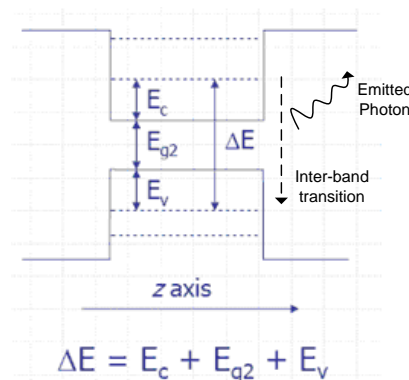 E_c
E_g2
ΔE
E_v
Emitted
Photon
Inter-band
transition
z axis
ΔE = E_c + E_g2 + E_v